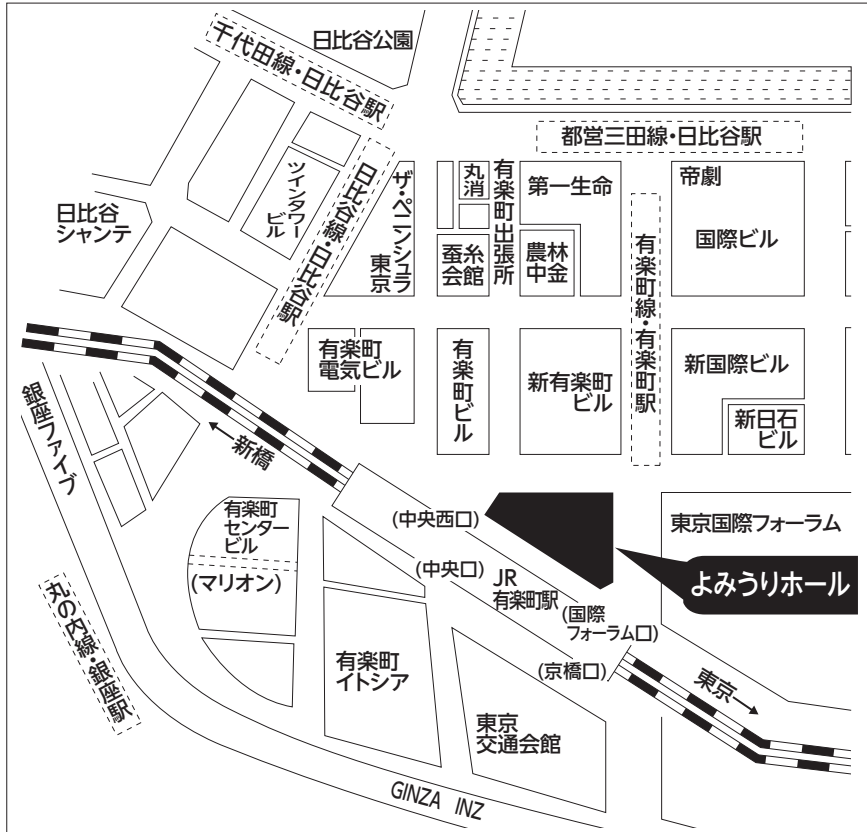 日比谷公園
千代田線・日比谷駅
都営三田線・日比谷駅
ツインタワー
ビル
日比谷線・日比谷駅
ザ・ペニンシュラ
東京
丸消
有楽町出張所
第一生命
帝劇
国際ビル
日比谷
シャンテ
蚕糸
会館
農林
中金
有楽町線・有楽町駅
有楽町
電気ビル
有楽町ビル
新有楽町
ビル
新国際ビル
新日石
ビル
銀座ファイブ
←新橋
有楽町
センター
ビル
(マリオン)
(中央西口)
(中央口)
JR
有楽町駅
(国際
フォーラム口)
(京橋口)
東京国際フォーラム
よみうりホール
丸の内線・銀座駅
有楽町
イトシア
東京
交通会館
東京→
GINZA INZ